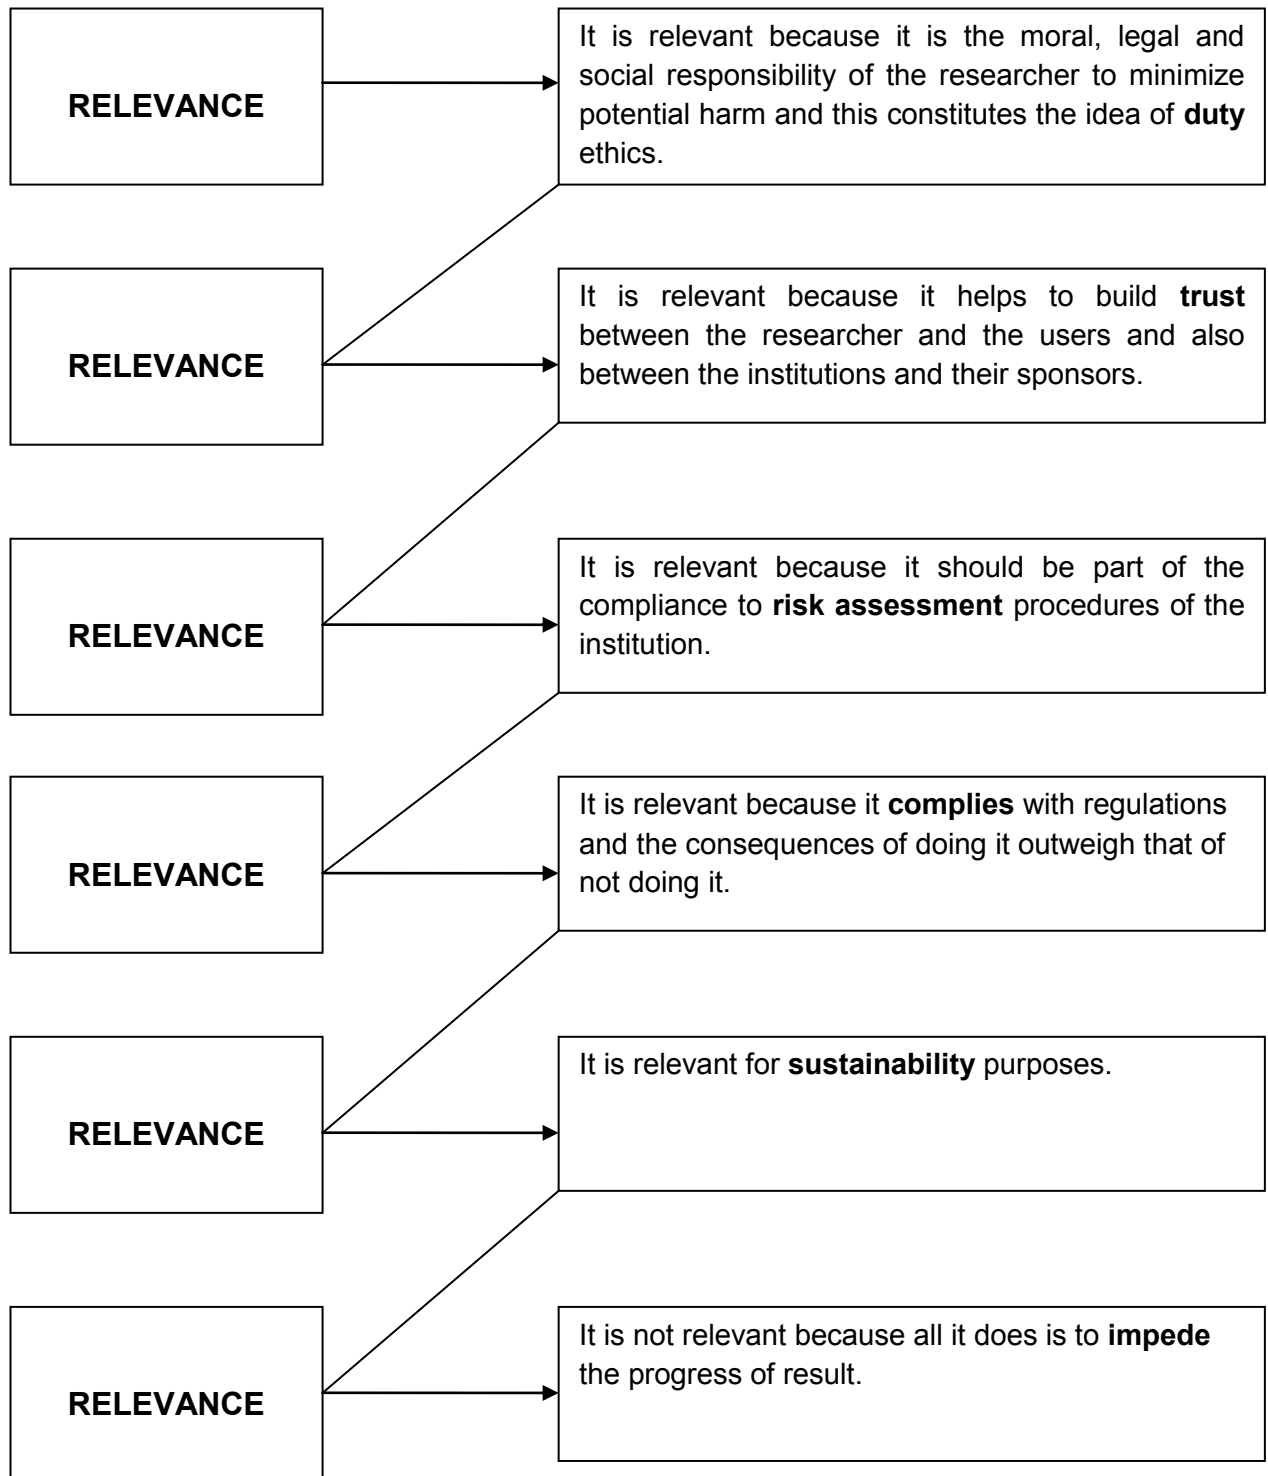 RELEVANCE
It is relevant because it is the moral, legal and
social responsibility of the researcher to minimize
potential harm and this constitutes the idea of duty
ethics.
RELEVANCE
It is relevant because it helps to build trust
between the researcher and the users and also
between the institutions and their sponsors.
RELEVANCE
It is relevant because it should be part of the
compliance to risk assessment procedures of the
institution.
RELEVANCE
It is relevant because it complies with regulations
and the consequences of doing it outweigh that of
not doing it.
RELEVANCE
It is relevant for sustainability purposes.
RELEVANCE
It is not relevant because all it does is to impede
the progress of result.